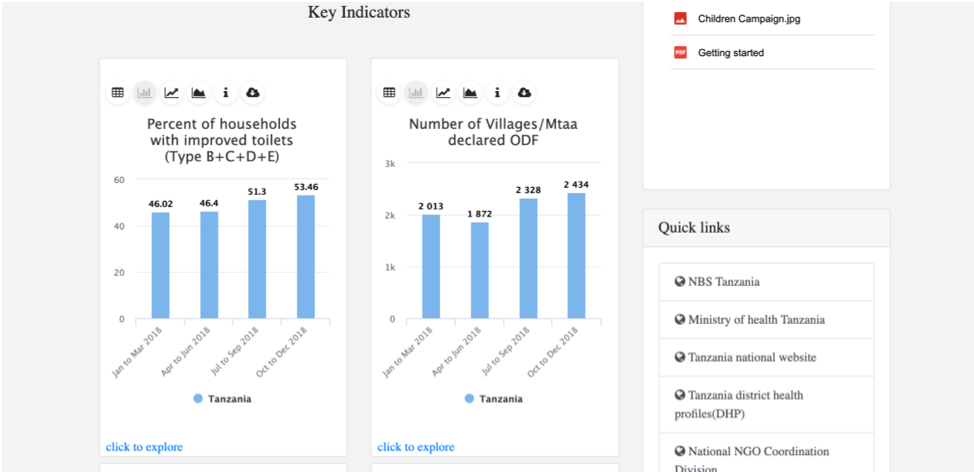 Key Indicators
Percent of households
with improved toilets
(Type B+C+D+E)
60
40
20
0
46.02
46.4
51.3
53.46
Jan to Mar 2018
Apr to Jun 2018
Jul to Sep 2018
Oct to Dec 2018
Tanzania
click to explore
Number of Villages/Mtaa
declared ODF
3k
2k
1k
0
2 013
1 872
2 328
2 434
Jan to Mar 2018
Apr to Jun 2018
Jul to Sep 2018
Oct to Dec 2018
Tanzania
click to explore
Children Campaign.jpg
PDF
Getting started
Quick links
NBS Tanzania
Ministry of health Tanzania
Tanzania national website
Tanzania district health
profiles(DHP)
National NGO Coordination
Division